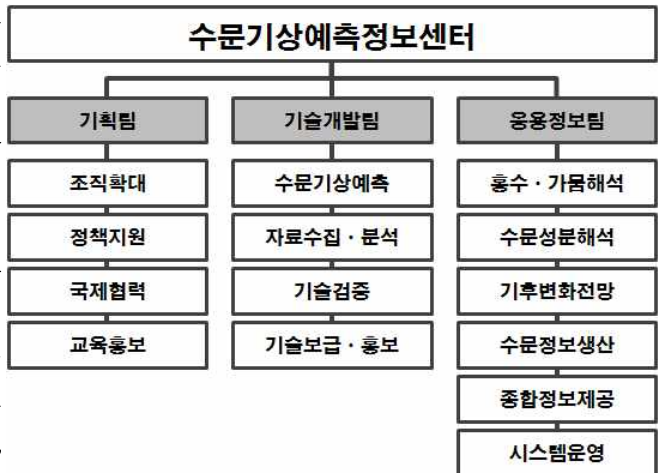 수문기상예측정보센터
기획팀
조직확대
정책지원
국제협력
교육홍보
기술개발팀
수문기상예측
자료수집 · 분석
기술검증
기술보급 · 홍보
응용정보팀
홍수 · 가뭄해석
수문성분해석
기후변화전망
수문정보생산
종합정보제공
시스템운영